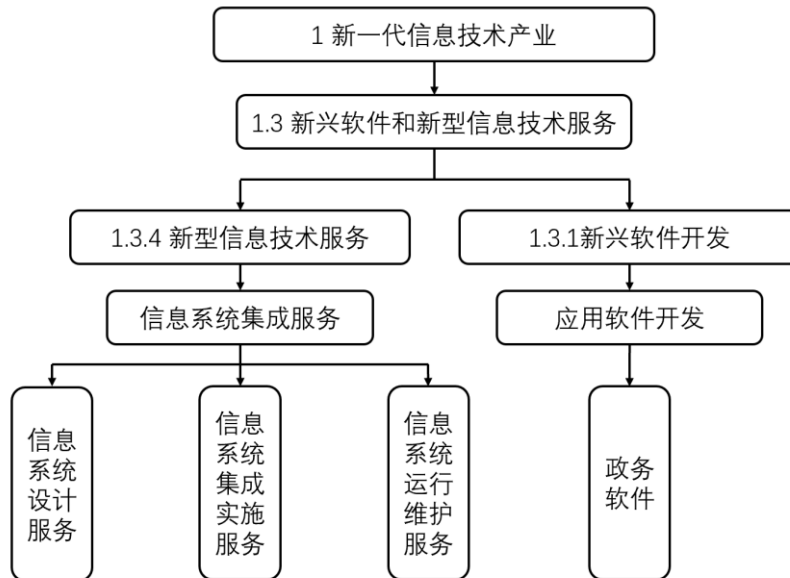 1 新一代信息技术产业
1.3 新兴软件和新型信息技术服务
1.3.4 新型信息技术服务
1.3.1新兴软件开发
信息系统集成服务
应用软件开发
信息
系统
设计
服务
信息
系统
集成
实施
服务
信息
系统
运行
维护
服务
政务
软件